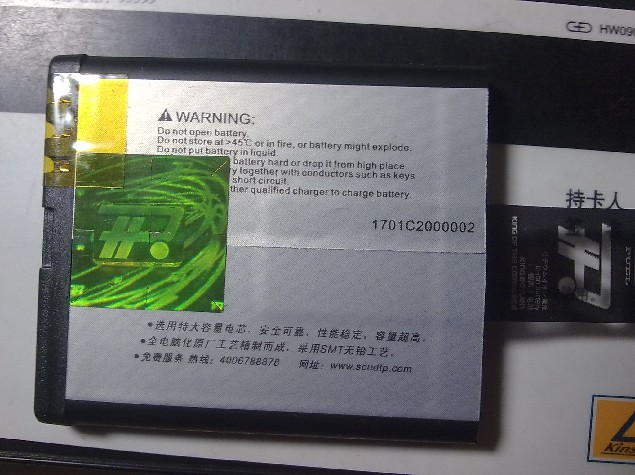 HW090
WARNING:
Do not open battery.
Do not store at >45℃ or in fire, or battery might explode.
Do not put battery in liquid.
battery hard or drop it from high place
together with conductors such as keys
short circuit.
ther qualified charger to charge battery.
1701C2000002
持卡人
•选用特大容量电芯，安全可靠，性能稳定，容量超高。
•全电脑化原厂工艺精制而成，采用SMT无铅工艺。
•免费服务 热线：4006788878 网址：www.scmdtp.com
Kins